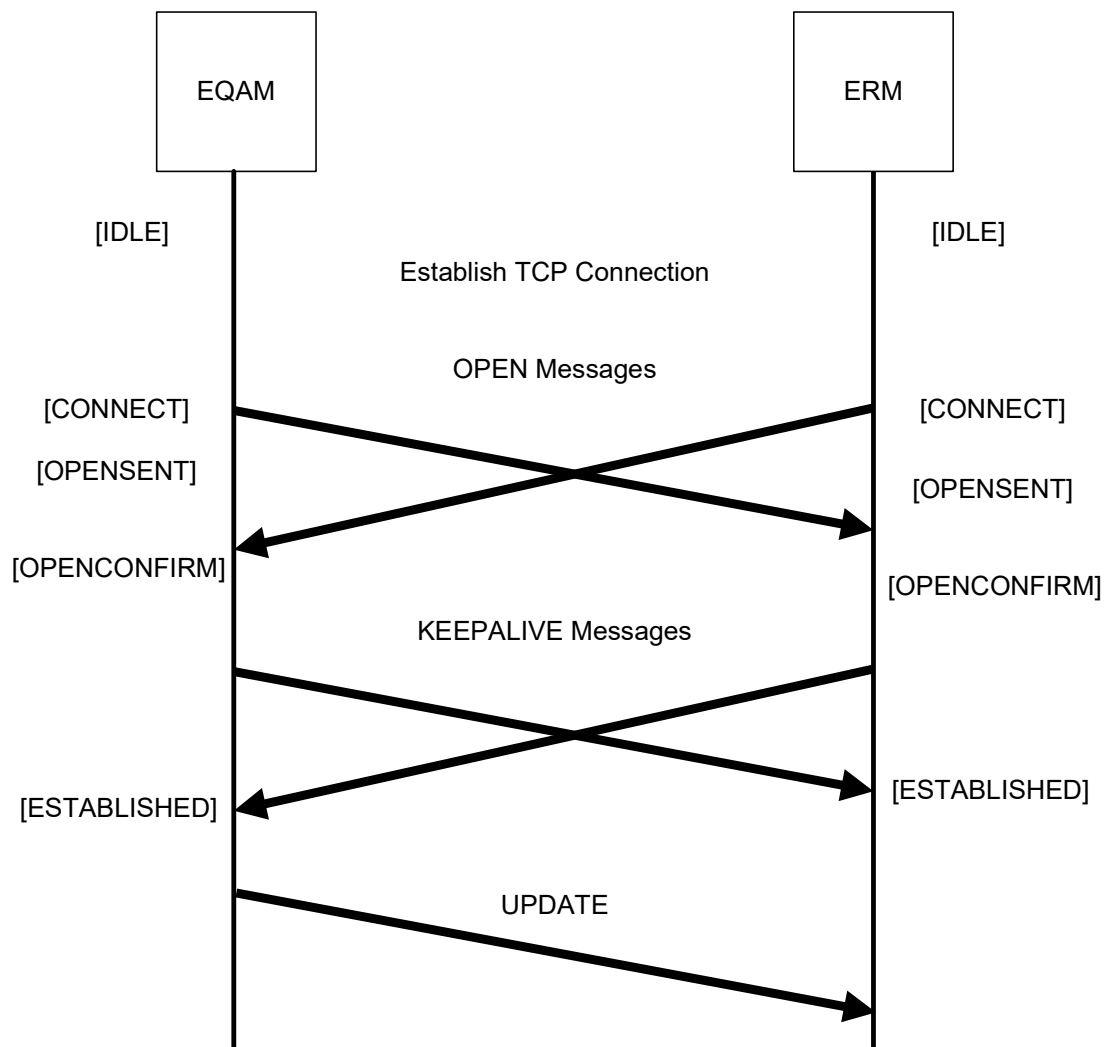 EQAM
ERM
[IDLE]
[IDLE]
Establish TCP Connection
OPEN Messages
[CONNECT]
[CONNECT]
[OPENSENT]
[OPENSENT]
[OPENCONFIRM]
[OPENCONFIRM]
KEEPALIVE Messages
[ESTABLISHED]
[ESTABLISHED]
UPDATE